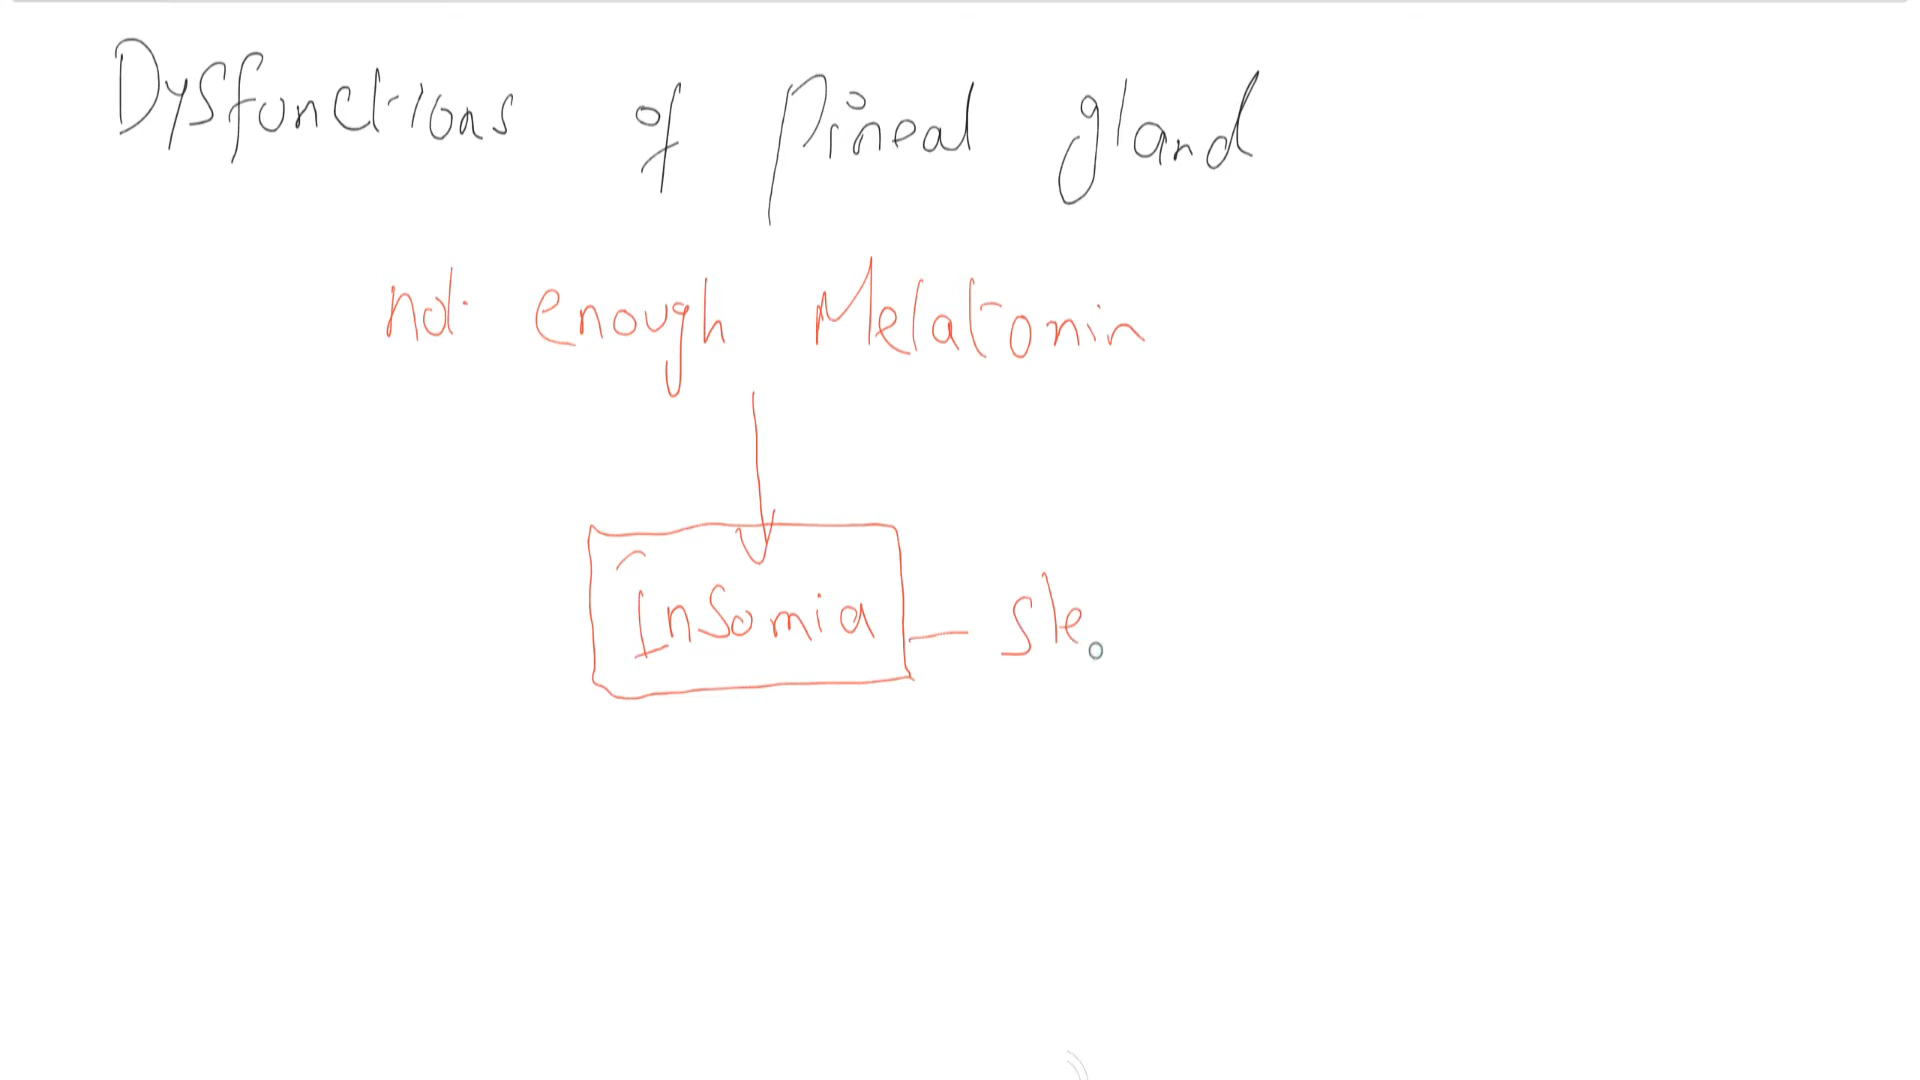 Dysfunctions of Pineal gland
not enough Melatonin
Insomia — Sle